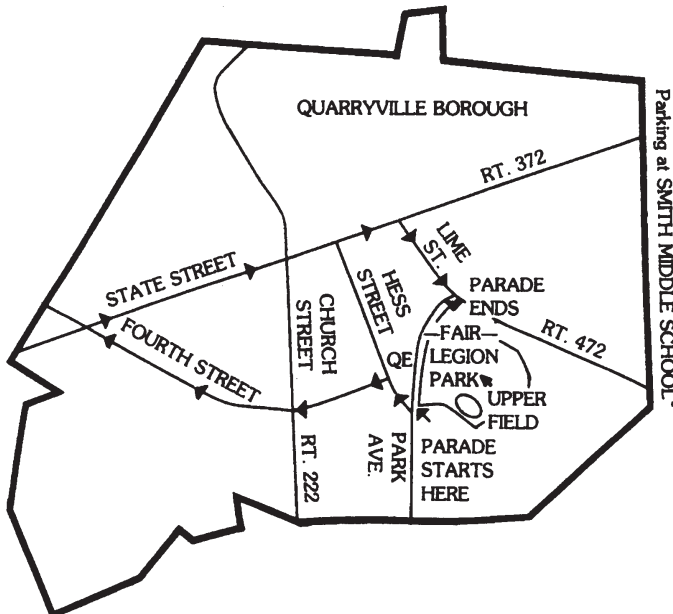 QUARRYVILLE BOROUGH
Parking at SMITH MIDDLE SCHOOL
RT. 372
LIME
ST.
STATE STREET
HESS
STREET
PARADE
ENDS
CHURCH
STREET
FOURTH STREET
FAIR
LEGION
PARK
RT. 472
QE
UPPER
FIELD
PARK
AVE.
RT. 222
PARADE
STARTS
HERE